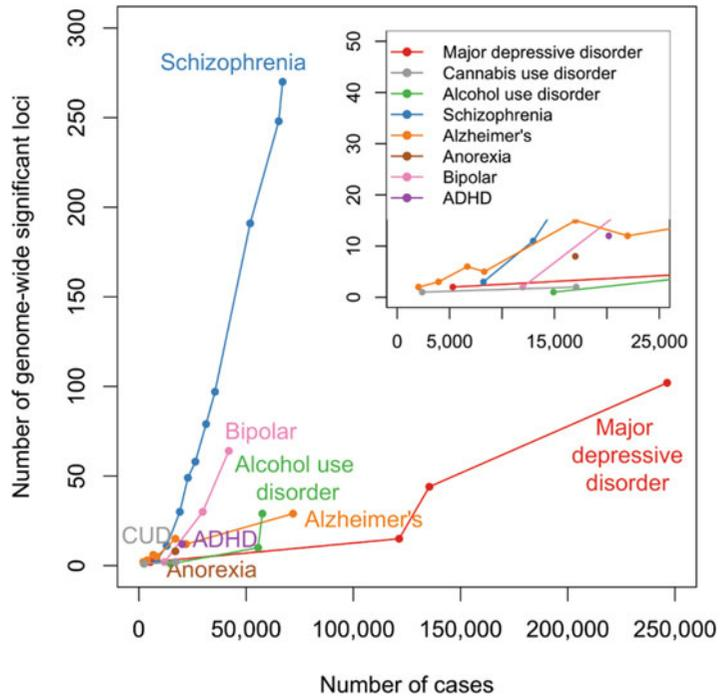 Number of genome-wide significant loci
300
250
200
150
100
50
0
Schizophrenia
Bipolar
Alcohol use
disorder
Alzheimer's
CUD
ADHD
Anorexia
Major
depressive
disorder
50
40
30
20
10
0
Major depressive disorder
Cannabis use disorder
Alcohol use disorder
Schizophrenia
Alzheimer's
Anorexia
Bipolar
ADHD
0 5,000 15,000 25,000
0 50,000 100,000 150,000 200,000 250,000
Number of cases